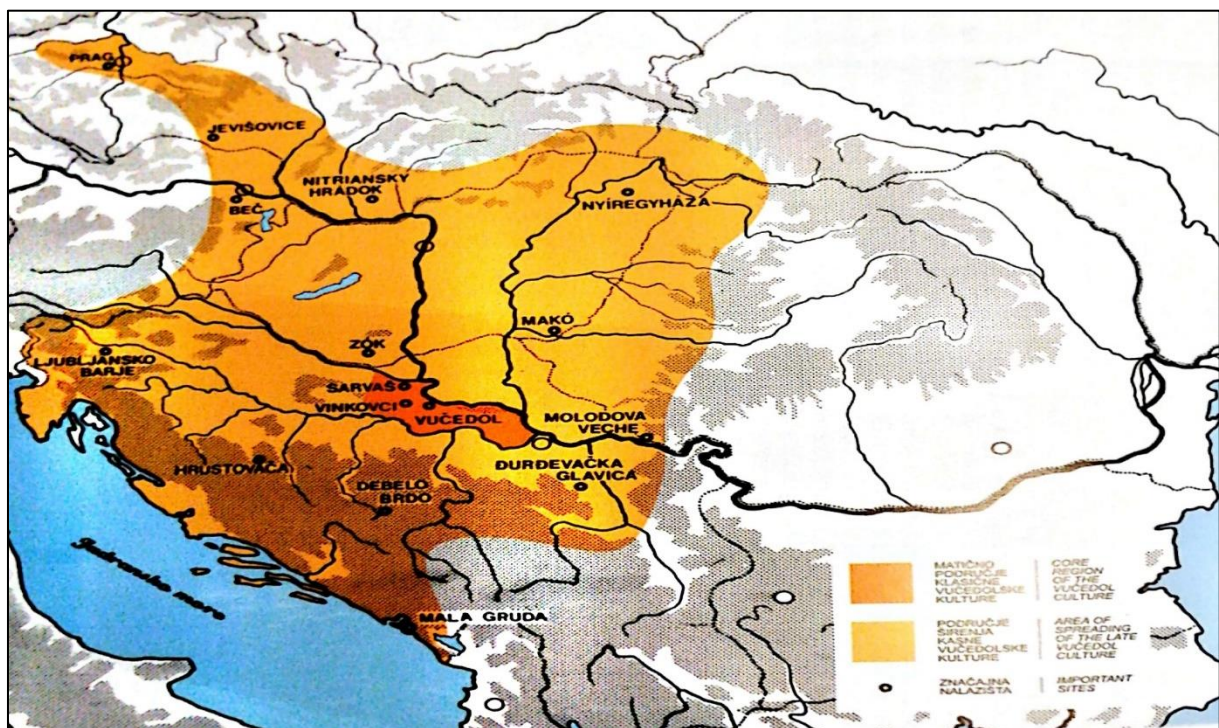 PRAG
JEVIŠOVICE
NITRIANSKY
HRÁDOK
BEČ
NYÍREGYHÁZA
MAKÓ
ZÓK
LJUBLJANSKO
BARJE
ŠARVAŠ
VINKOVCI
VUČEDOL
MOLODOVA
VECHE
HRUSTOVAČA
ĐURĐEVAČKA
GLAVICA
DEBELO
BRDO
Jadransko more
MALA GRUDA
MATIČNO
PODRUČJE
KLASIČNE
VUČEDOLSKE
KULTURE
CORE
REGION
OF THE
VUČEDOL
CULTURE
PODRUČJE
ŠIRENJA
KASNE
VUČEDOLSKE
KULTURE
AREA OF
SPREADING
OF THE LATE
VUČEDOL
CULTURE
ZNAČAJNA
NALAZIŠTA
IMPORTANT
SITES